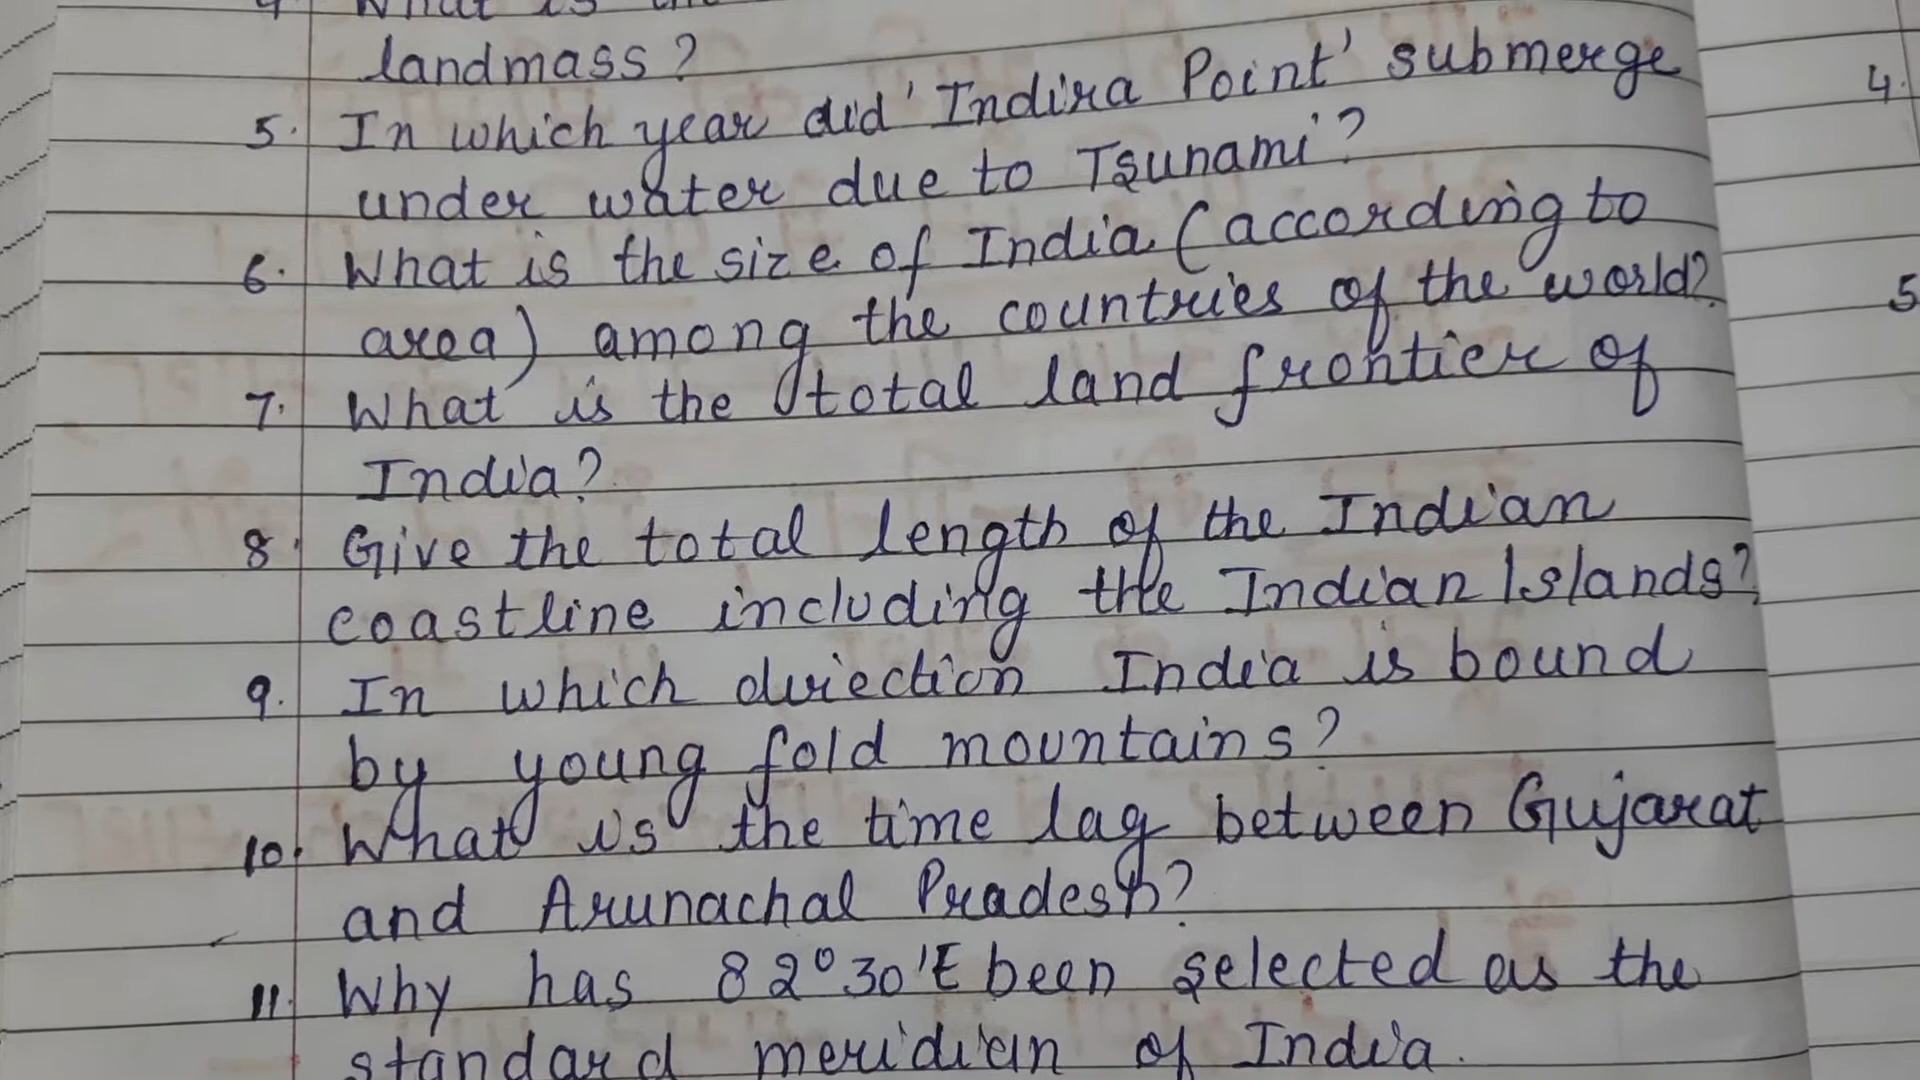 4 What is the
landmass?
5. In which year did 'Indira Point' submerge
under water due to Tsunami?
6. What is the size of India (according to
area) among the countries of the world?
7. What is the total land frontier of
India?
8. Give the total length of the Indian
coastline including the Indian Islands?
9. In which direction India is bound
by young fold mountains?
10. What is the time lag between Gujarat
and Arunachal Pradesh?
11. Why has 82°30'E been selected as the
standard meridian of India.
4.
5